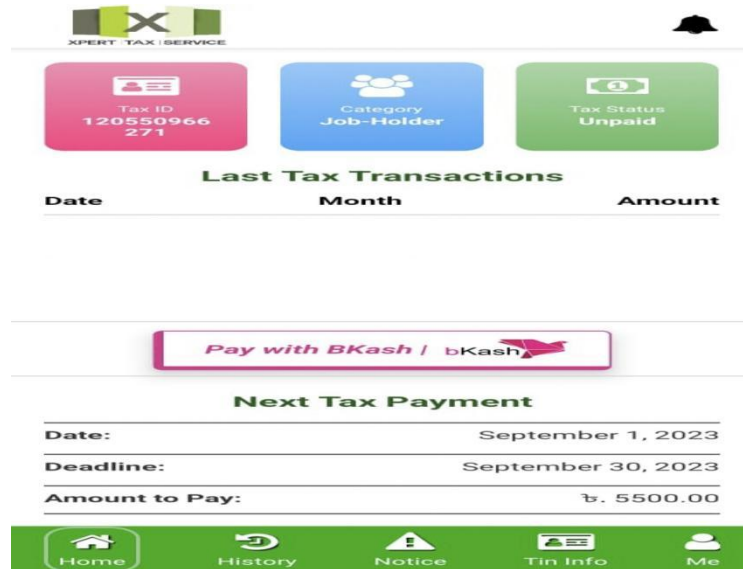 X
XPERT TAX SERVICE
Tax ID
120550966
271
Category
Job-Holder
1
Tax Status
Unpaid
Last Tax Transactions
Date Month Amount
Pay with BKash / bKash
Next Tax Payment
Date: September 1, 2023
Deadline: September 30, 2023
Amount to Pay: ৳. 5500.00
Home History Notice Tin Info Me